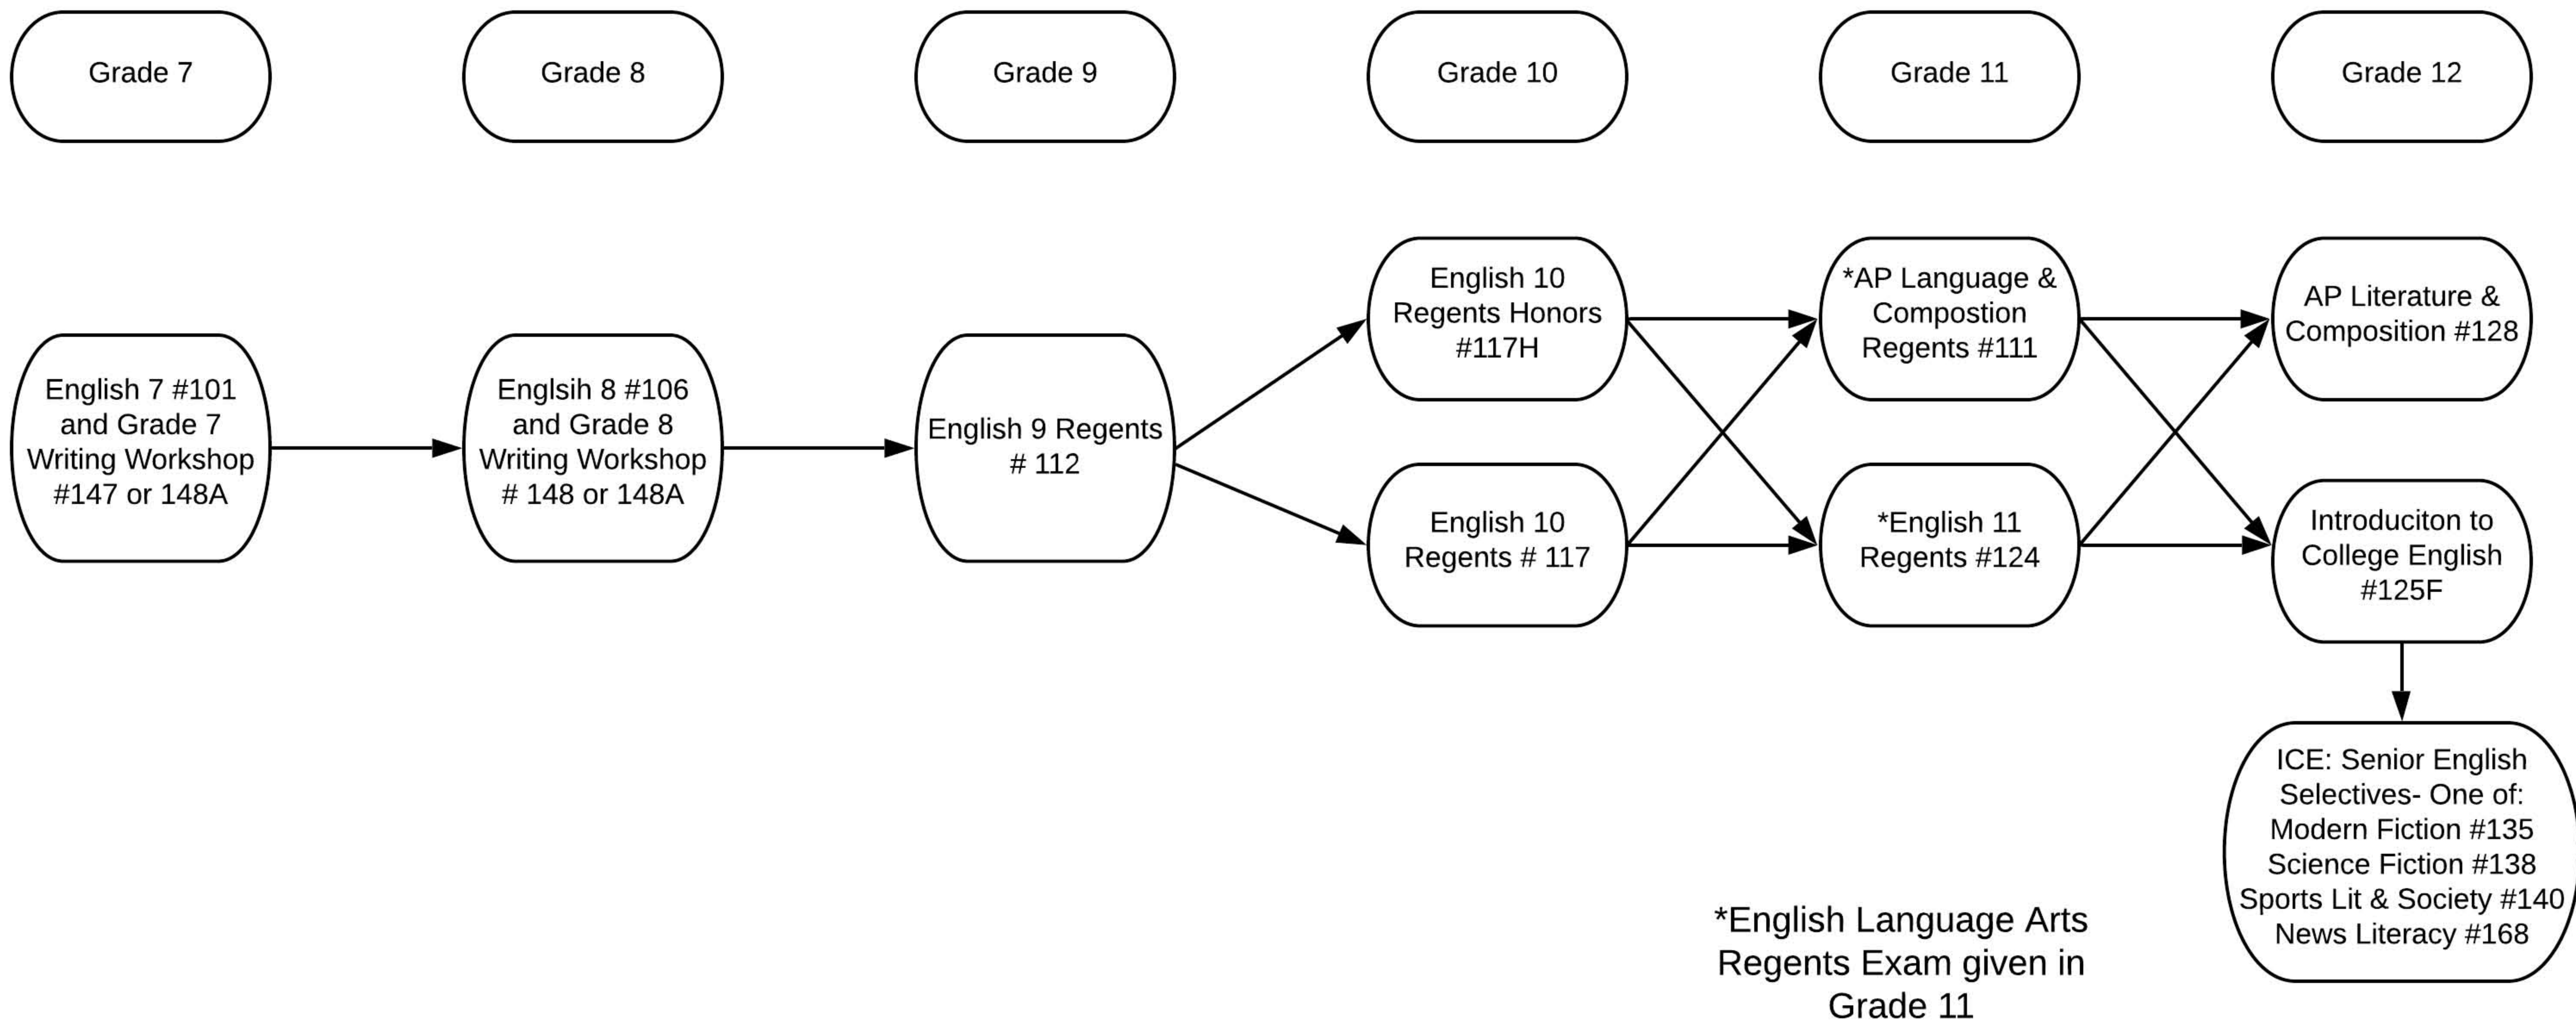 Grade 7
Grade 8
Grade 9
Grade 10
Grade 11
Grade 12
English 7 #101
and Grade 7
Writing Workshop
#147 or 148A
Englsih 8 #106
and Grade 8
Writing Workshop
# 148 or 148A
English 9 Regents
# 112
English 10
Regents Honors
#117H
English 10
Regents # 117
*AP Language &
Compostion
Regents #111
*English 11
Regents #124
AP Literature &
Composition #128
Introduciton to
College English
#125F
ICE: Senior English
Selectives- One of:
Modern Fiction #135
Science Fiction #138
Sports Lit & Society #140
News Literacy #168
*English Language Arts
Regents Exam given in
Grade 11